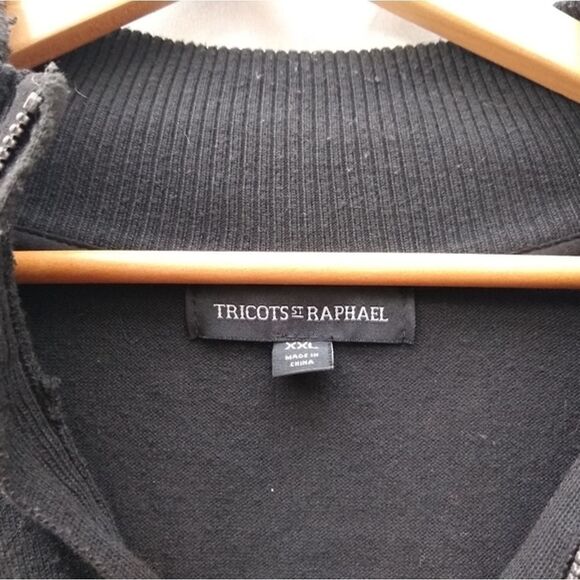 TRICOTS ST RAPHAEL
XXL
MADE IN
CHINA